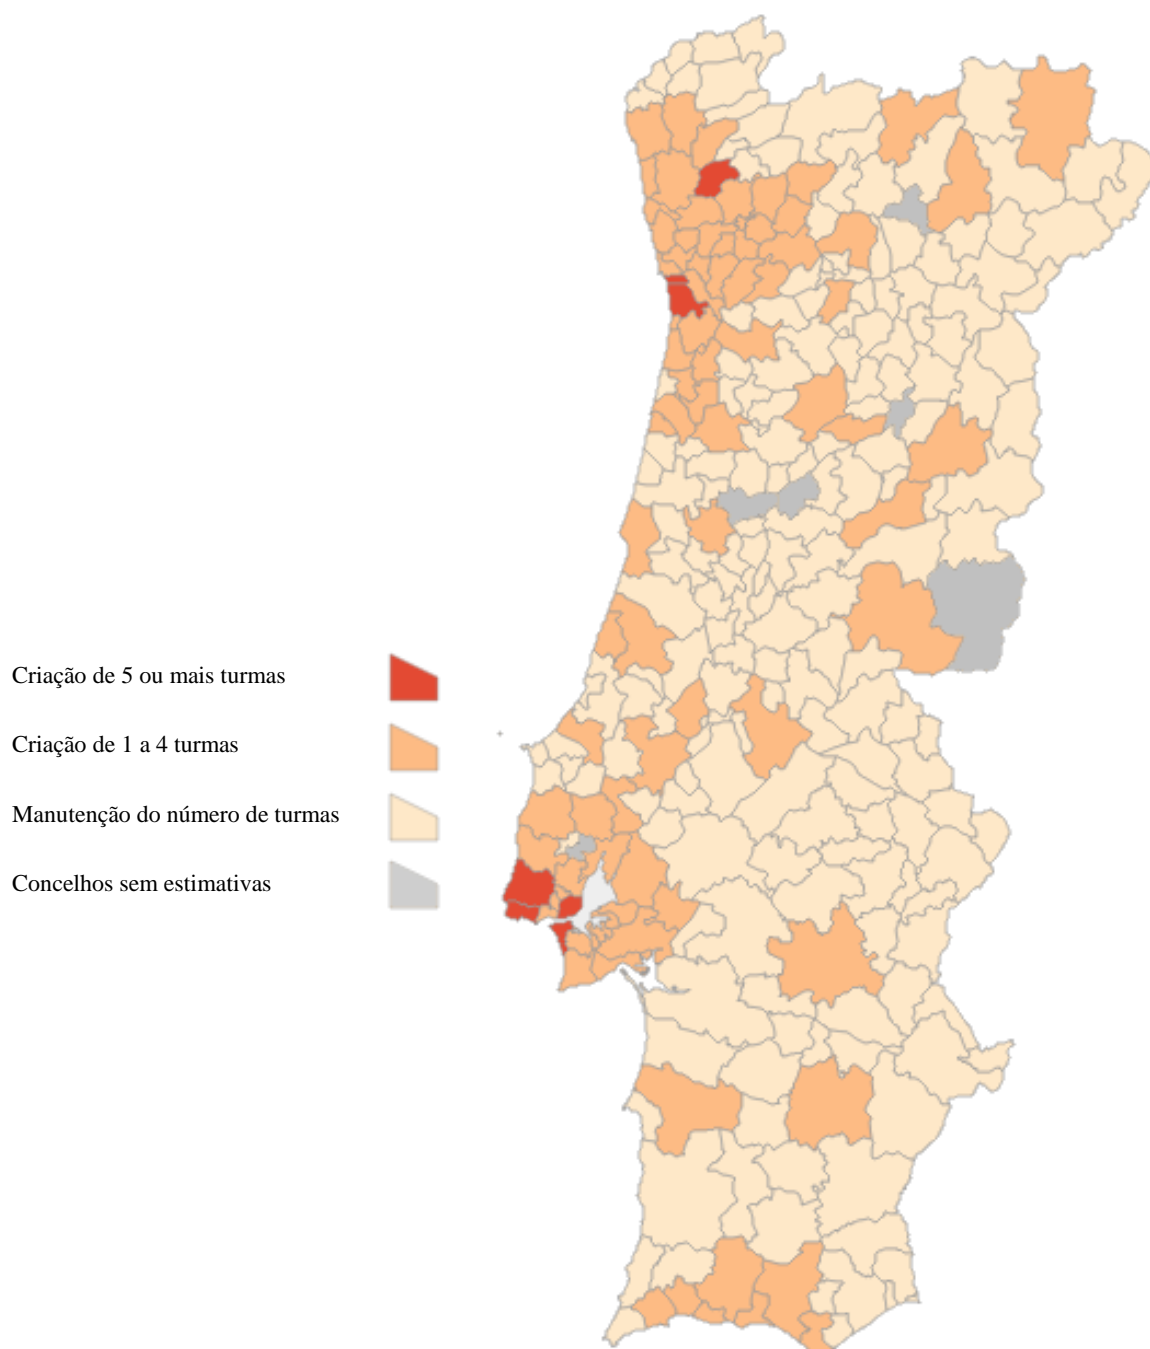 Criação de 5 ou mais turmas
Criação de 1 a 4 turmas
Manutenção do número de turmas
Concelhos sem estimativas